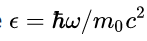 ϵ = ℏω/m₀c²